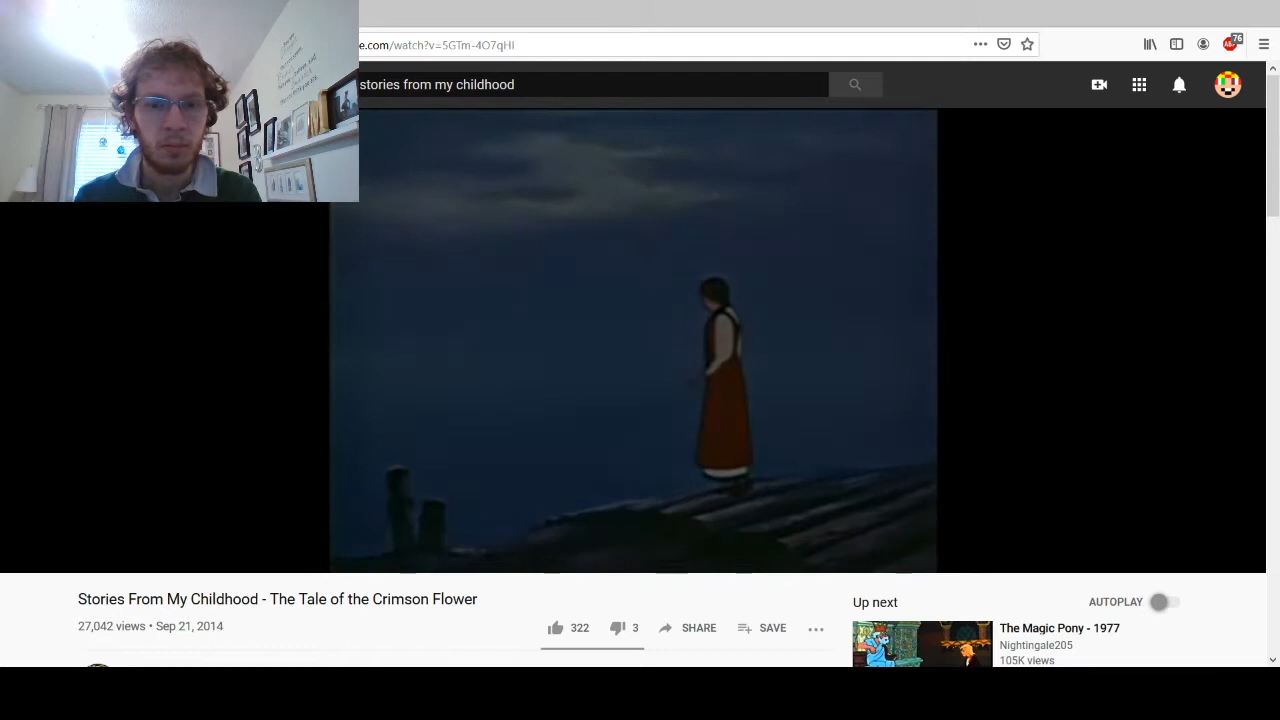 e.com/watch?v=5GTm-4O7qHI
76
stories from my childhood
Stories From My Childhood - The Tale of the Crimson Flower
27,042 views • Sep 21, 2014
322
3
SHARE
SAVE
Up next
AUTOPLAY
The Magic Pony - 1977
Nightingale205
105K views